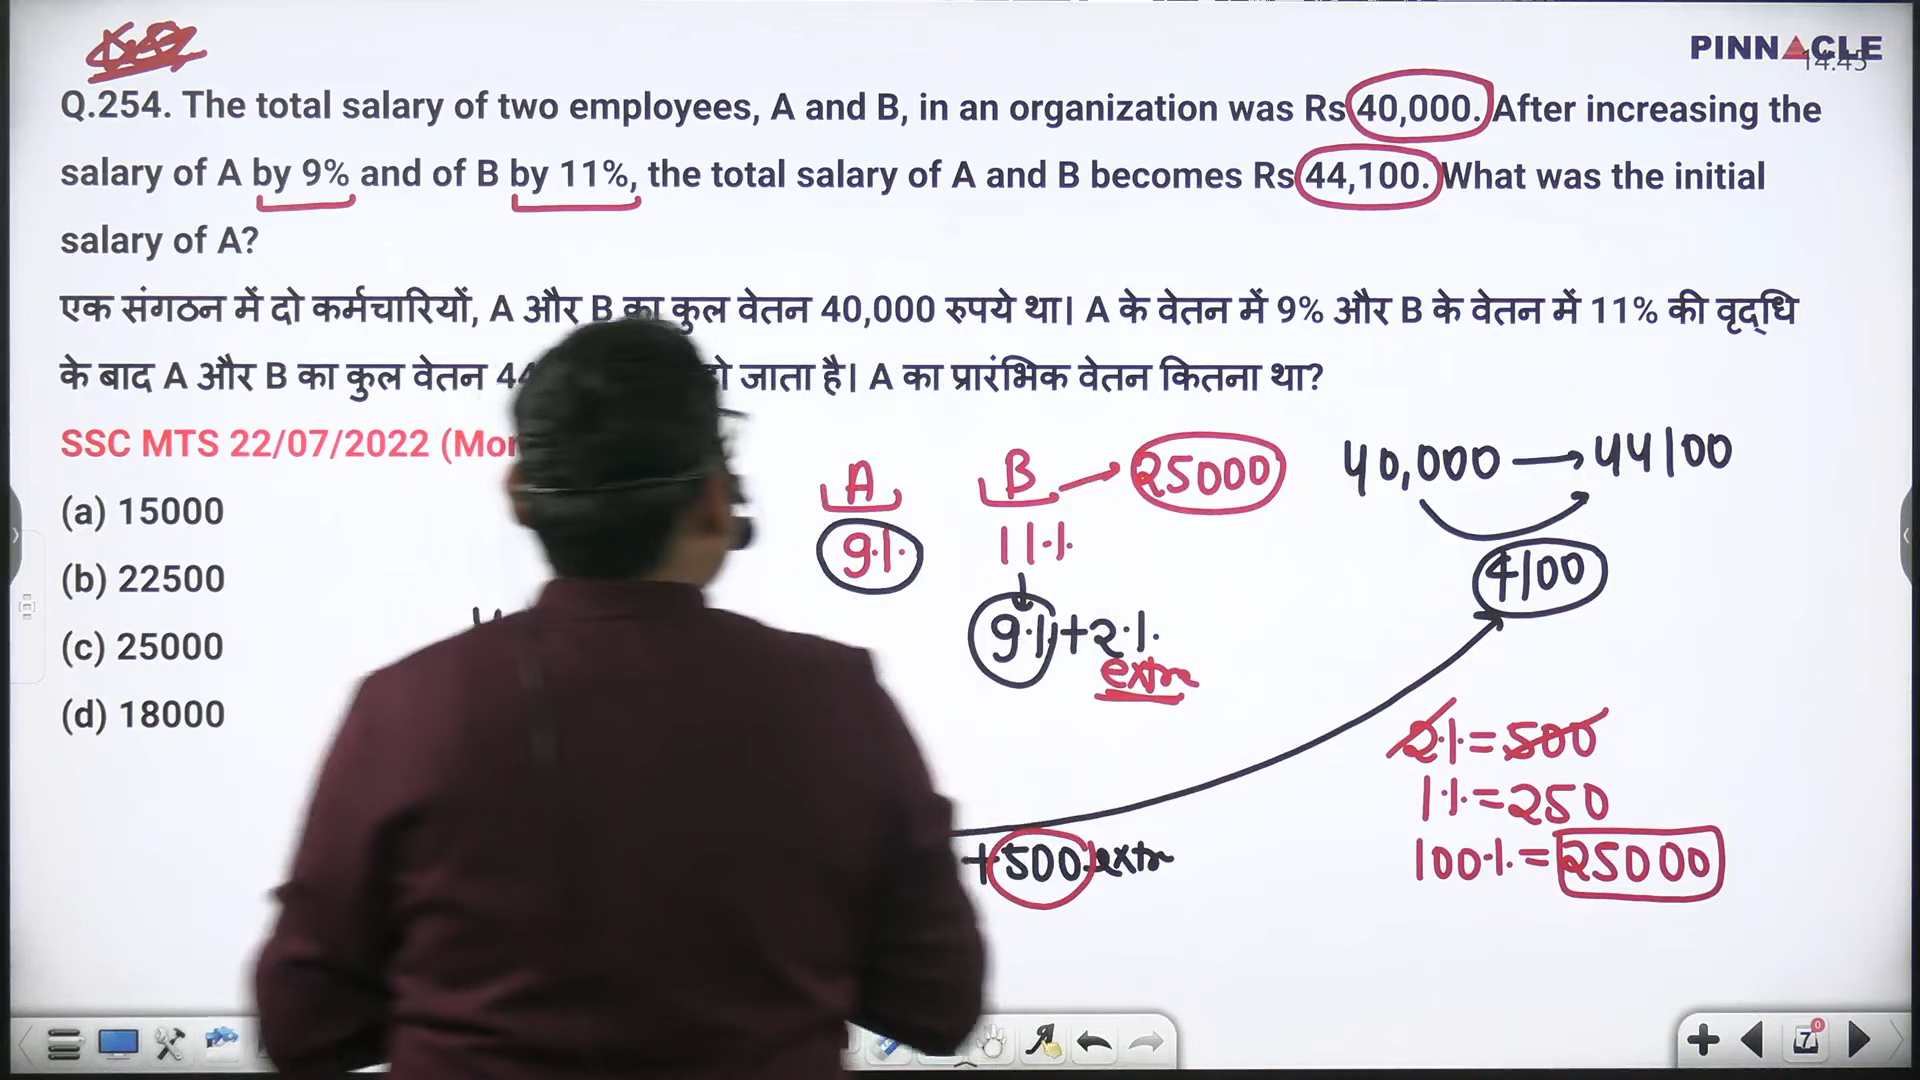 PINNACLE
14:45
Q.254. The total salary of two employees, A and B, in an organization was Rs 40,000. After increasing the
salary of A by 9% and of B by 11%, the total salary of A and B becomes Rs 44,100. What was the initial
salary of A?
एक संगठन में दो कर्मचारियों, A और B का कुल वेतन 40,000 रुपये था। A के वेतन में 9% और B के वेतन में 11% की वृद्धि
के बाद A और B का कुल वेतन 44 जाता है। A का प्रारंभिक वेतन कितना था?
SSC MTS 22/07/2022
(a) 15000
(b) 22500
(c) 25000
(d) 18000
A B → 25000
9% 11%
9% + 2%
extra
40,000 → 44100
4100
2% = 500
1% = 250
100% = 25000
+500 extra
7
0